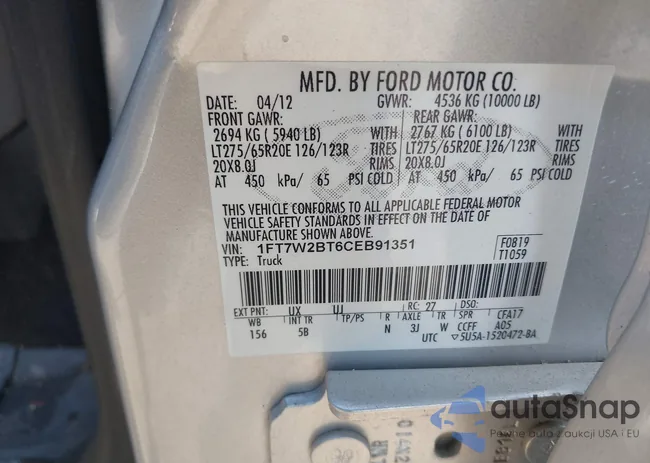 MFD. BY FORD MOTOR CO.
DATE: 04/12 GVWR: 4536 KG (10000 LB)
FRONT GAWR: REAR GAWR:
2694 KG ( 5940 LB) WITH 2767 KG ( 6100 LB) WITH
LT275/65R20E 126/123R TIRES LT275/65R20E 126/123R TIRES
20X8.0J RIMS 20X8.0J RIMS
AT 450 kPa/ 65 PSI COLD AT 450 kPa/ 65 PSI COLD
THIS VEHICLE CONFORMS TO ALL APPLICABLE FEDERAL MOTOR
VEHICLE SAFETY STANDARDS IN EFFECT ON THE DATE OF
MANUFACTURE SHOWN ABOVE.
VIN: 1FT7W2BT6CEB91351 F0819
TYPE: Truck T1059
EXT PNT: UX UJ RC: 27 DSO:
WB INT TR TP/PS R AXLE TR SPR CFA17
156 5B N 3J W CCFF A05
UTC ▽5U5A-1520472-BA
autaSnap
Pewne auta z aukcji USA i EU